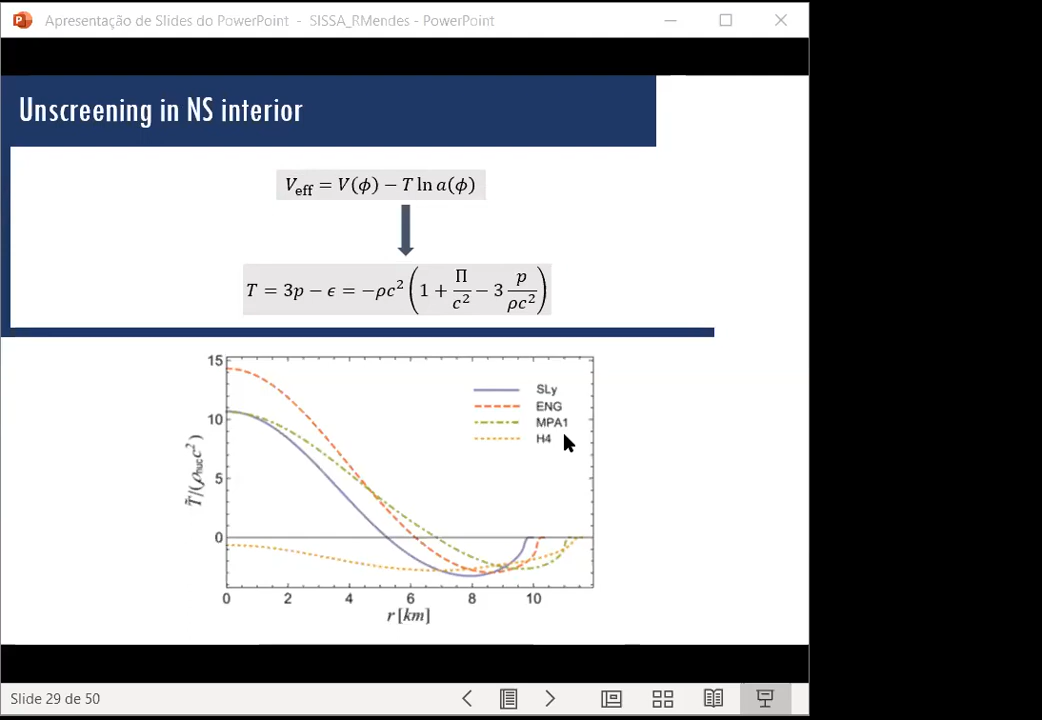 Apresentação de Slides do PowerPoint - SISSA_RMendes - PowerPoint
Unscreening in NS interior
V_eff = V(ϕ) − T ln a(ϕ)
T = 3p − ϵ = −ρc² (1 + Π/c² − 3 p/ρc²)
15
10
5
0
T̃/(ρ_nuc c²)
SLy
ENG
MPA1
H4
0 2 4 6 8 10
r [km]
Slide 29 de 50